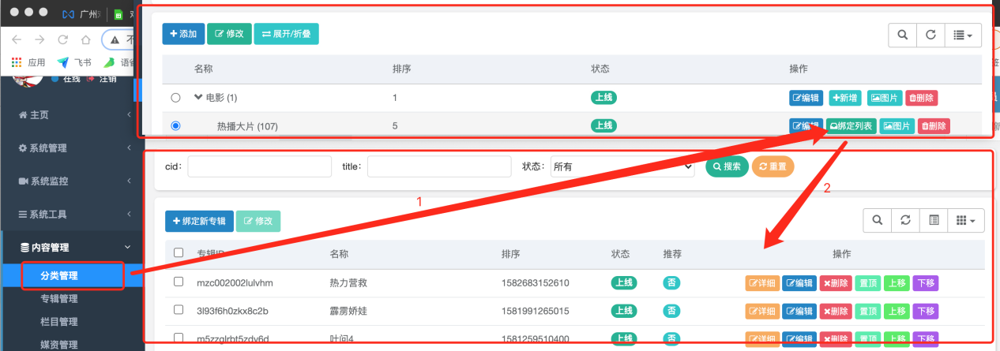 广州
应用 飞书 语雀
在线 注销
主页
系统管理
系统监控
系统工具
内容管理
分类管理
专辑管理
栏目管理
媒资管理
添加 修改 展开/折叠
名称 排序 状态 操作
电影 (1) 1 上线 编辑 新增 图片 删除
热播大片 (107) 5 上线 编辑 绑定列表 图片 删除
cid： title： 状态： 所有 搜索 重置
1
2
绑定新专辑 修改
专辑ID 名称 排序 状态 推荐 操作
mzc002002lulvhm 热力营救 1582683152610 上线 否 详细 编辑 删除 置顶 上移 下移
3l93f6h0zkx8c2b 霹雳娇娃 1581991265015 上线 否 详细 编辑 删除 置顶 上移 下移
m5zzglrbt5zdy6d 叶问4 1581259510400 上线 否 详细 编辑 删除 置顶 上移 下移